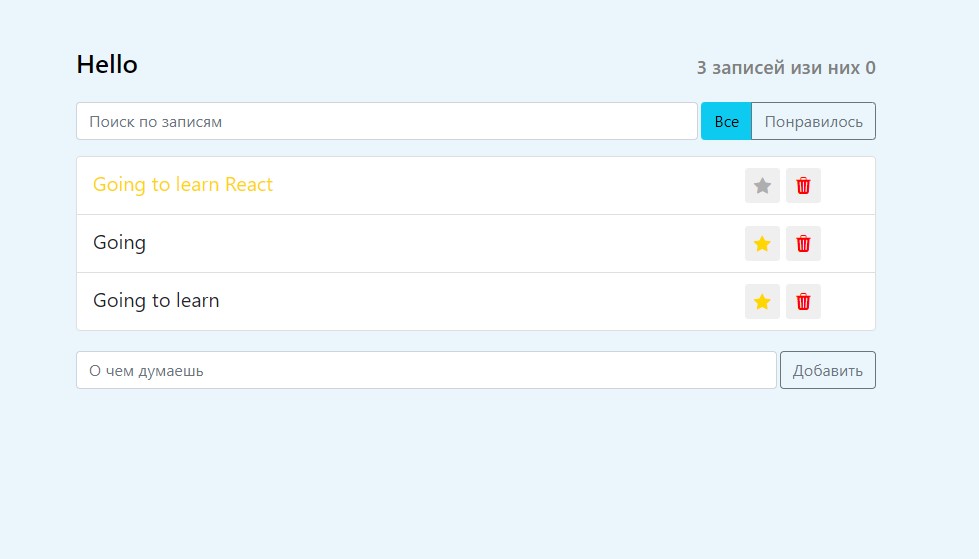 Hello
3 записей изи них 0
Поиск по записям
Все
Понравилось
Going to learn React
Going
Going to learn
О чем думаешь
Добавить